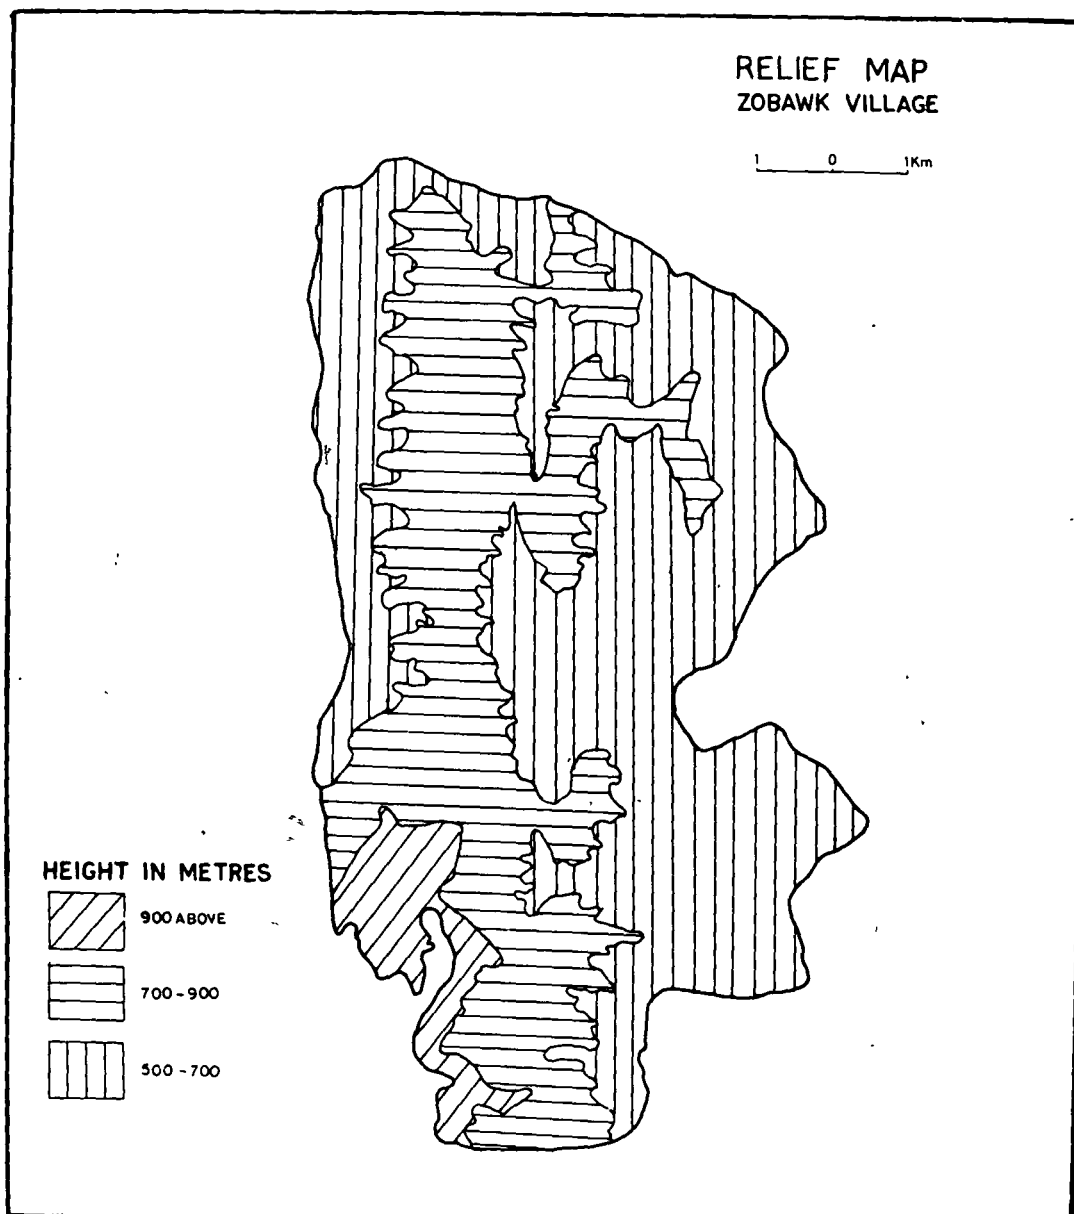 RELIEF MAP
ZOBAWK VILLAGE
1 0 1Km
HEIGHT IN METRES
900 ABOVE
700-900
500-700